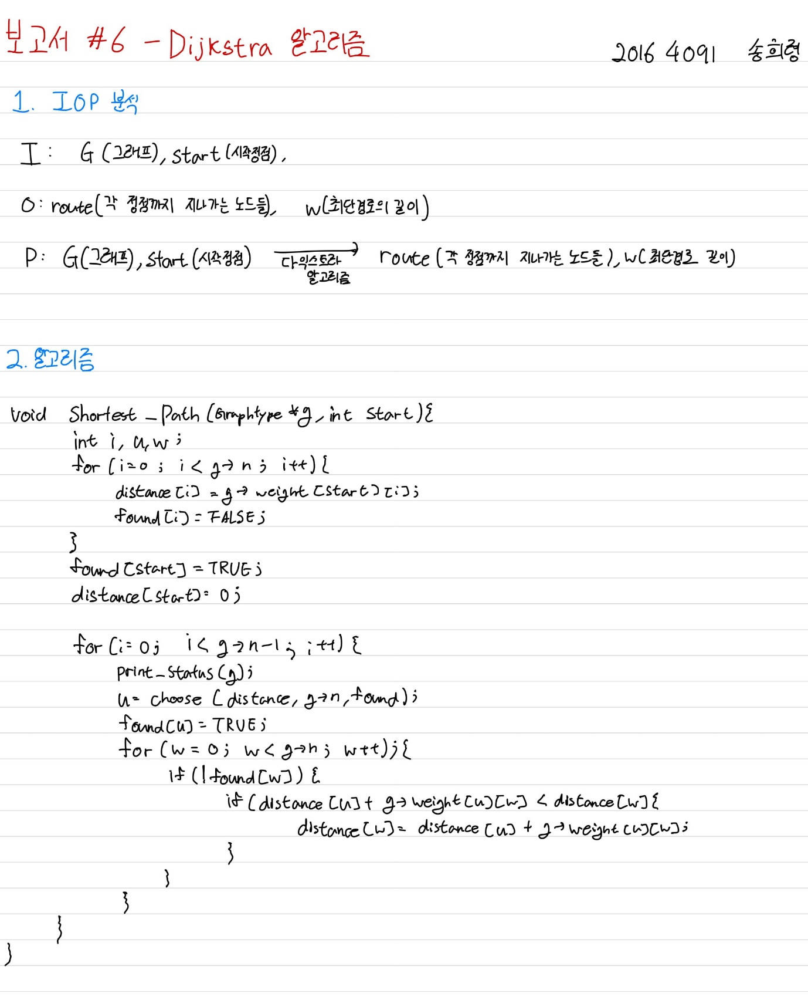 보고서 #6 - Dijkstra 알고리즘
2016 4091 송희령
1. IOP 분석
I : G (그래프), start (시작정점),
O : route(각 정점까지 지나가는 노드들), w(최단경로의 길이)
P : G(그래프), start (시작정점) → route (각 정점까지 지나가는 노드들), w(최단경로 길이)
다익스트라
알고리즘
2. 알고리즘
void Shortest_Path (Graphtype *g, int start){
int i, u, w;
for (i=0; i < g→n; i++){
distance[i] = g→weight[start][i];
found[i] = FALSE;
}
found[start] = TRUE;
distance[start] = 0;
for (i=0; i < g→n-1; i++) {
print_status(g);
u= choose (distance, g→n, found);
found[u] = TRUE;
for (w = 0; w < g→n; w++);{
if (!found[w]) {
if (distance[u] + g→weight[u][w] < distance[w]{
distance[w] = distance[u] + g→weight[u][w];
}
}
}
}
}